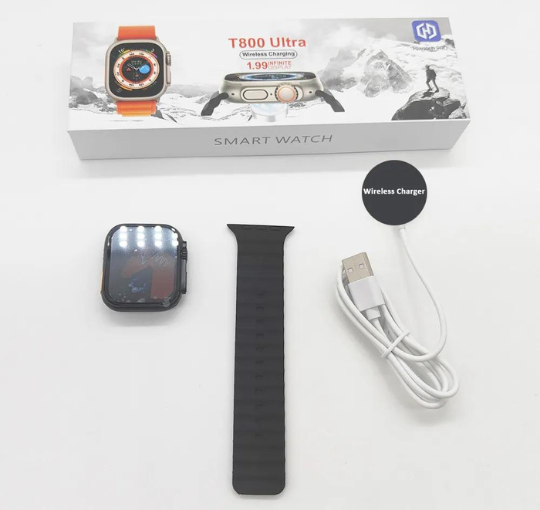 T800 Ultra
Wireless Charging
1.99 INFINITE
DISPLAY
SMART WATCH
Wireless Charger